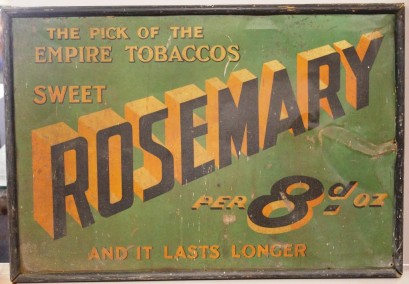 THE PICK OF THE
EMPIRE TOBACCOS
SWEET
ROSEMARY
PER 8d OZ
AND IT LASTS LONGER